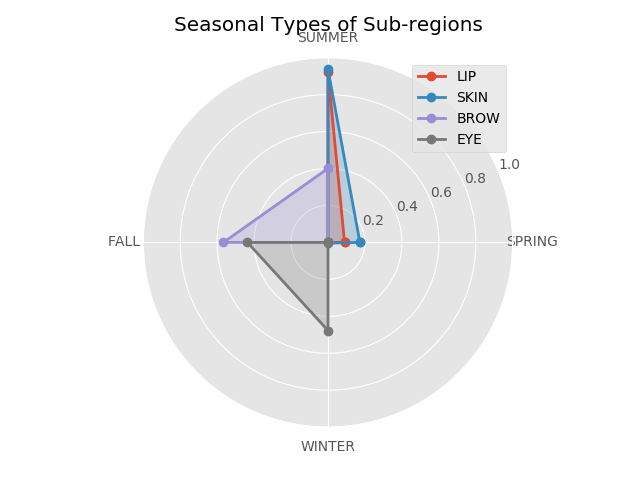 Seasonal Types of Sub-regions
SUMMER
LIP
SKIN
BROW
EYE
1.0
0.8
0.6
0.4
0.2
FALL
SPRING
WINTER